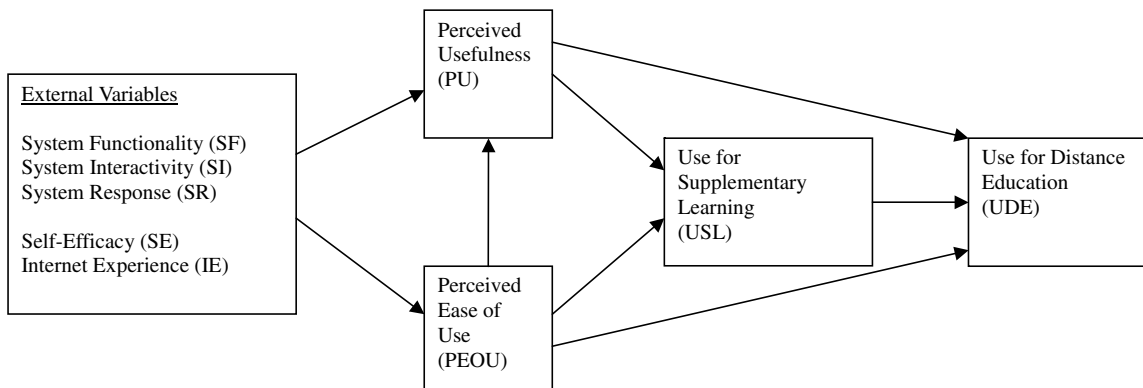 External Variables
System Functionality (SF)
System Interactivity (SI)
System Response (SR)
Self-Efficacy (SE)
Internet Experience (IE)
Perceived
Usefulness
(PU)
Perceived
Ease of
Use
(PEOU)
Use for
Supplementary
Learning
(USL)
Use for Distance
Education
(UDE)